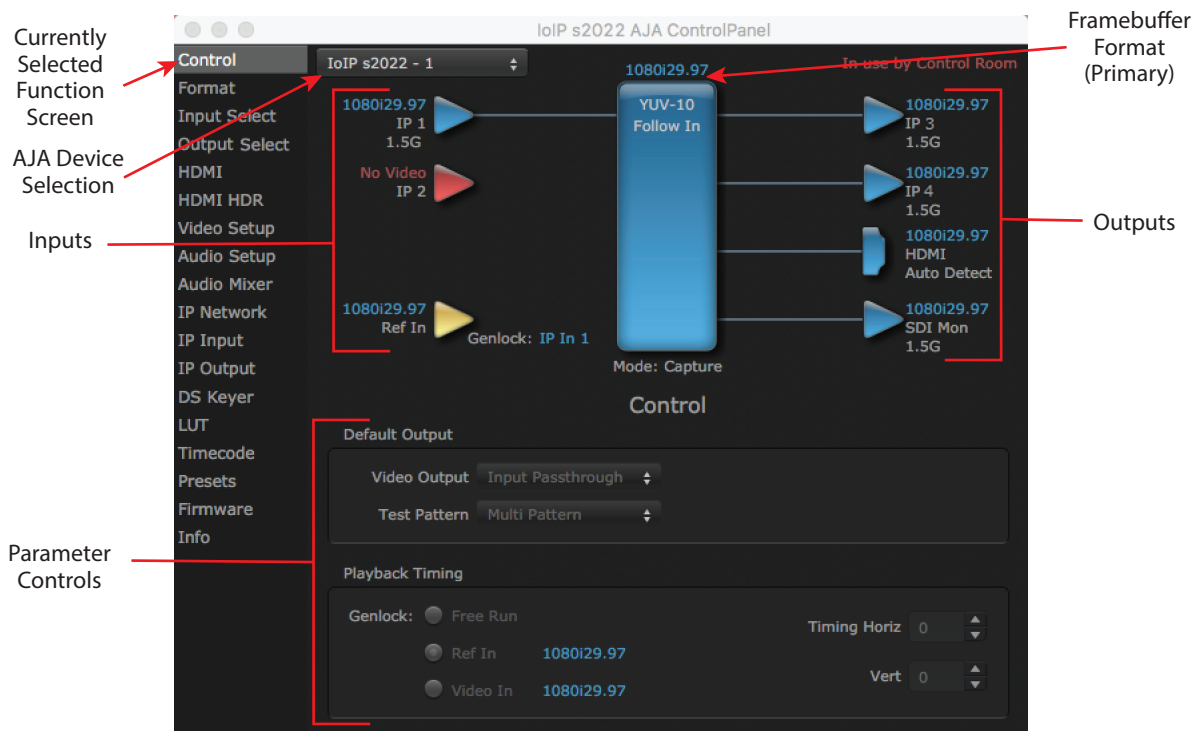 Currently
Selected
Function
Screen
AJA Device
Selection
Inputs
Parameter
Controls
Framebuffer
Format
(Primary)
Outputs
IoIP s2022 AJA ControlPanel
Control
Format
Input Select
Output Select
HDMI
HDMI HDR
Video Setup
Audio Setup
Audio Mixer
IP Network
IP Input
IP Output
DS Keyer
LUT
Timecode
Presets
Firmware
Info
IoIP s2022 - 1
1080i29.97
In use by Control Room
1080i29.97
IP 1
1.5G
No Video
IP 2
1080i29.97
Ref In
Genlock: IP In 1
YUV-10
Follow In
Mode: Capture
1080i29.97
IP 3
1.5G
1080i29.97
IP 4
1.5G
1080i29.97
HDMI
Auto Detect
1080i29.97
SDI Mon
1.5G
Control
Default Output
Video Output Input Passthrough
Test Pattern Multi Pattern
Playback Timing
Genlock: Free Run
Ref In 1080i29.97
Video In 1080i29.97
Timing Horiz 0
Vert 0